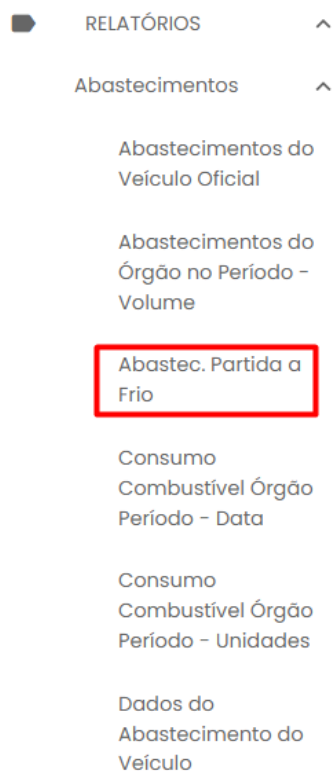 RELATÓRIOS
Abastecimentos
Abastecimentos do
Veículo Oficial
Abastecimentos do
Órgão no Período -
Volume
Abastec. Partida a
Frio
Consumo
Combustível Órgão
Período - Data
Consumo
Combustível Órgão
Período - Unidades
Dados do
Abastecimento do
Veículo